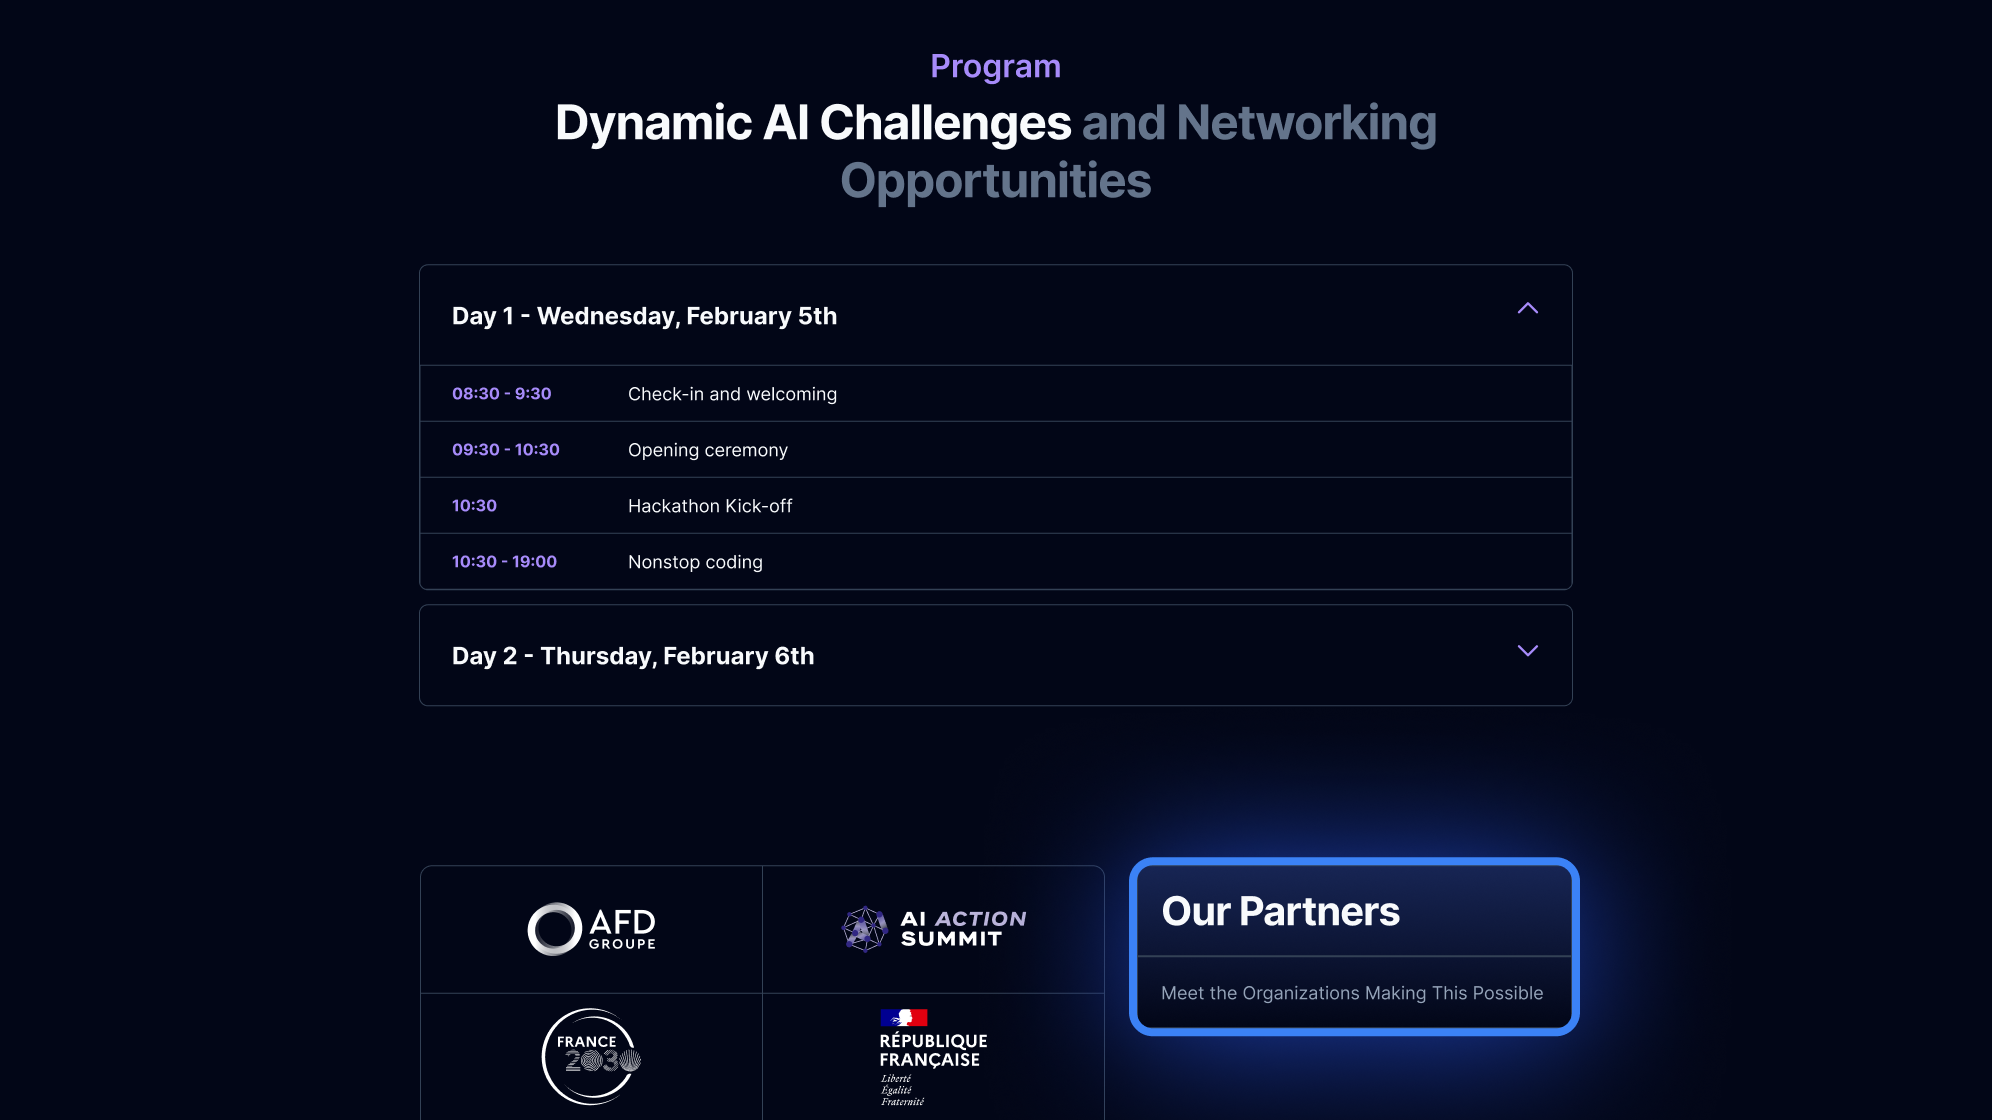 Program
Dynamic AI Challenges and Networking
Opportunities
Day 1 - Wednesday, February 5th
08:30 - 9:30 Check-in and welcoming
09:30 - 10:30 Opening ceremony
10:30 Hackathon Kick-off
10:30 - 19:00 Nonstop coding
Day 2 - Thursday, February 6th
AFD
GROUPE
AI ACTION
SUMMIT
Our Partners
Meet the Organizations Making This Possible
FRANCE
2030
RÉPUBLIQUE
FRANÇAISE
Liberté
Égalité
Fraternité